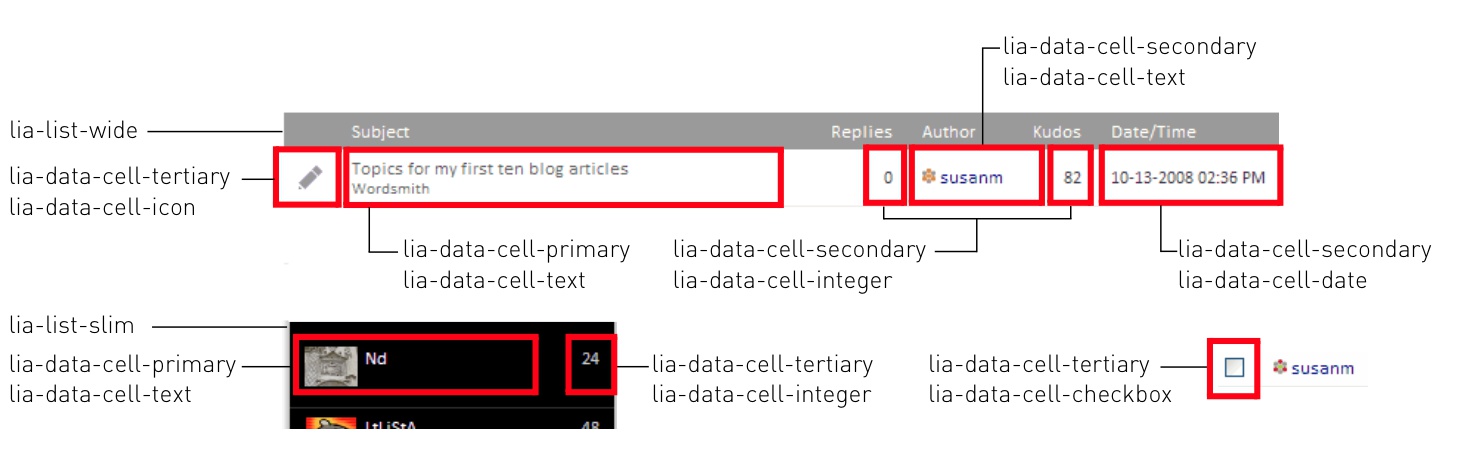 lia-data-cell-secondary
lia-data-cell-text
lia-list-wide
Subject Replies Author Kudos Date/Time
lia-data-cell-tertiary
lia-data-cell-icon
Topics for my first ten blog articles
Wordsmith
0 susanm 82 10-13-2008 02:36 PM
lia-data-cell-primary
lia-data-cell-text
lia-data-cell-secondary
lia-data-cell-integer
lia-data-cell-secondary
lia-data-cell-date
lia-list-slim
lia-data-cell-primary
lia-data-cell-text
Nd 24
lia-data-cell-tertiary
lia-data-cell-integer
lia-data-cell-tertiary
lia-data-cell-checkbox
susanm
LtLiStA 48